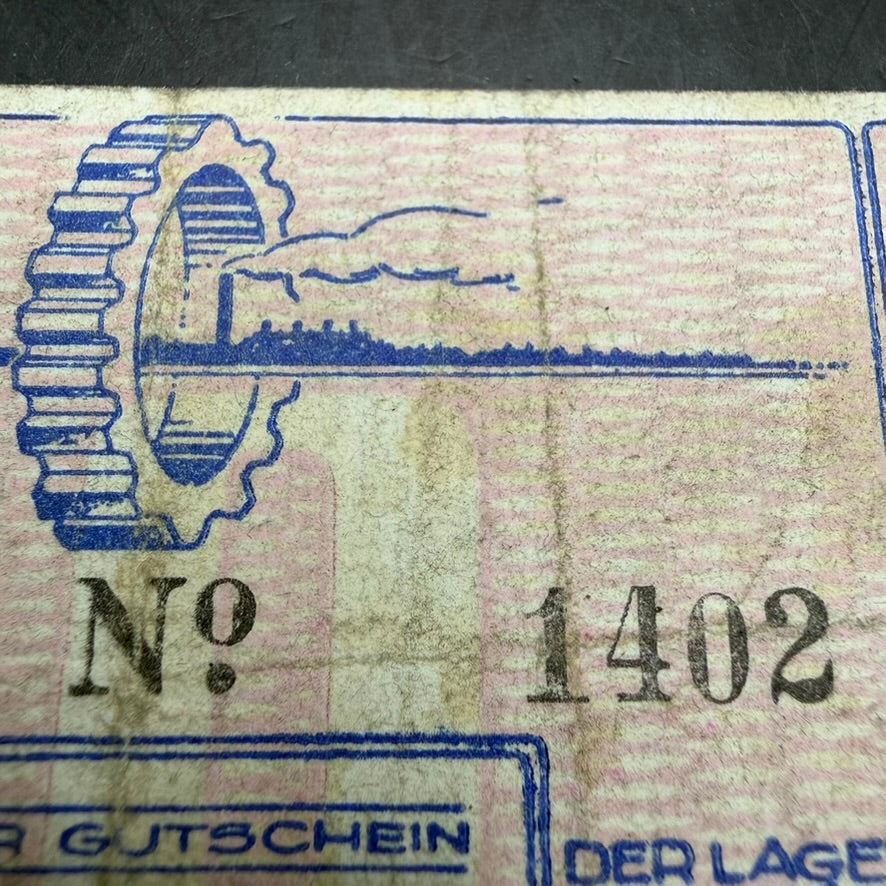 Nº 1402
GUTSCHEIN
DER LAGE